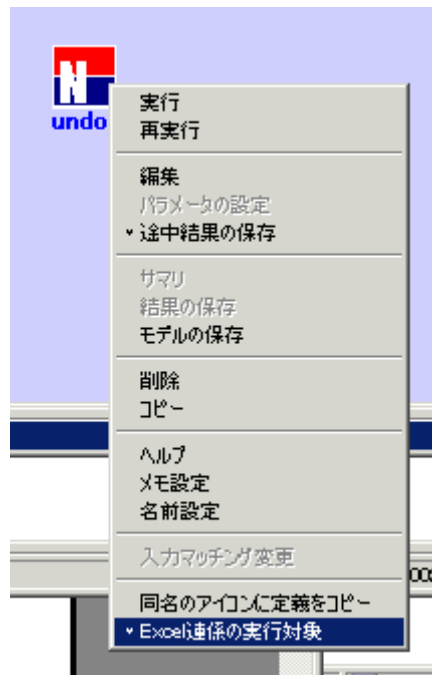 N
undo
実行
再実行
編集
パラメータの設定
途中結果の保存
サマリ
結果の保存
モデルの保存
削除
コピー
ヘルプ
メモ設定
名前設定
入力マッチング変更
同名のアイコンに定義をコピー
Excel連係の実行対象